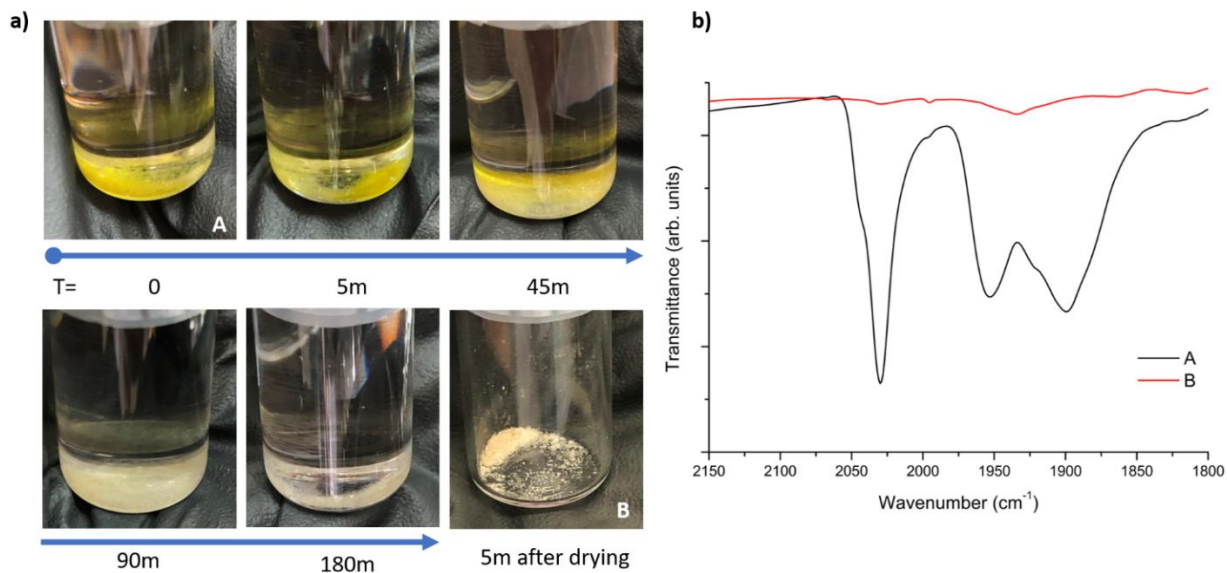 a)
A
T= 0 5m 45m
B
90m 180m 5m after drying
b)
Transmittance (arb. units)
A
B
2150 2100 2050 2000 1950 1900 1850 1800
Wavenumber (cm⁻¹)